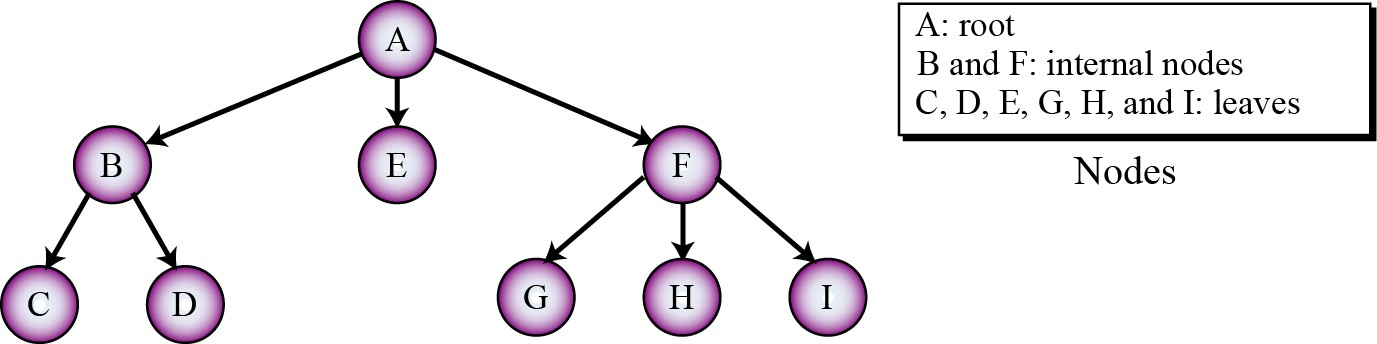 A
A: root
B and F: internal nodes
C, D, E, G, H, and I: leaves
Nodes
B
E
F
C
D
G
H
I